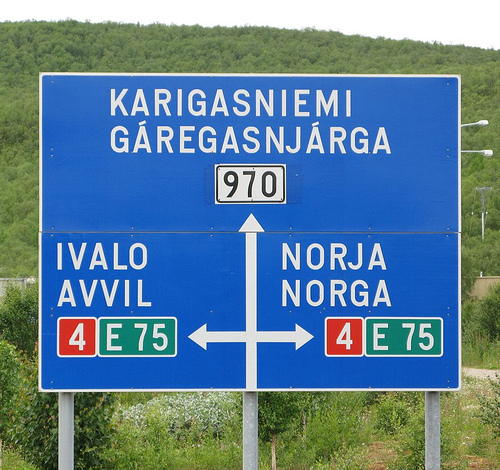 KARIGASNIEMI
GÁREGASNJÁRGA
970
IVALO
AVVIL
4 E 75
NORJA
NORGA
4 E 75